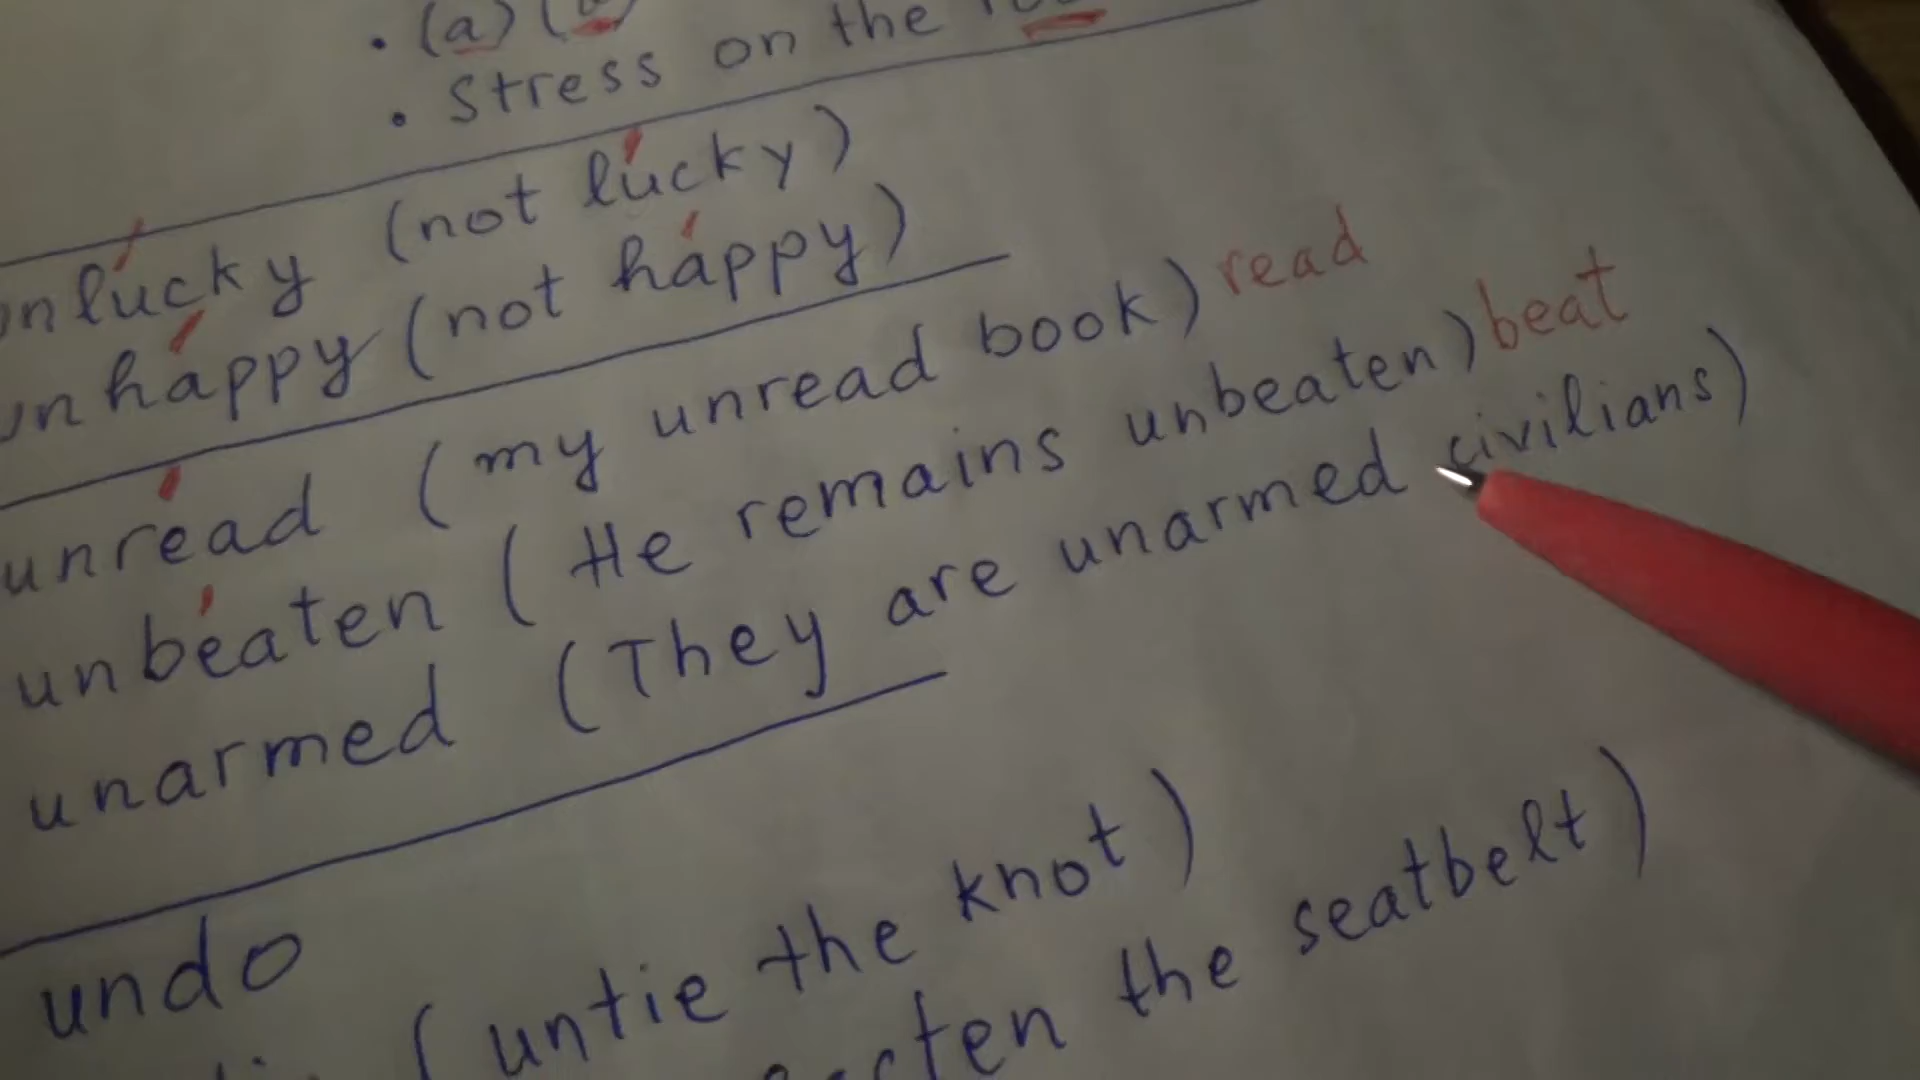 • (a) (
• Stress on the
unlucky (not lucky)
unhappy (not happy)
unread (my unread book) read
unbeaten (He remains unbeaten) beat
unarmed (They are unarmed civilians)
undo
(untie the knot)
the seatbelt)